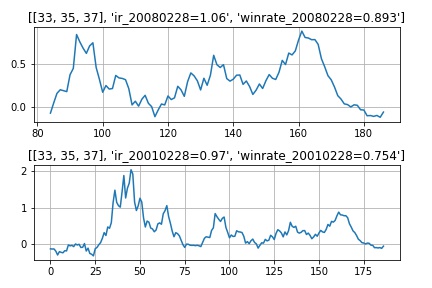 [[33, 35, 37], 'ir_20080228=1.06', 'winrate_20080228=0.893']
0.5
0.0
80 100 120 140 160 180
[[33, 35, 37], 'ir_20010228=0.97', 'winrate_20010228=0.754']
2
1
0
0 25 50 75 100 125 150 175